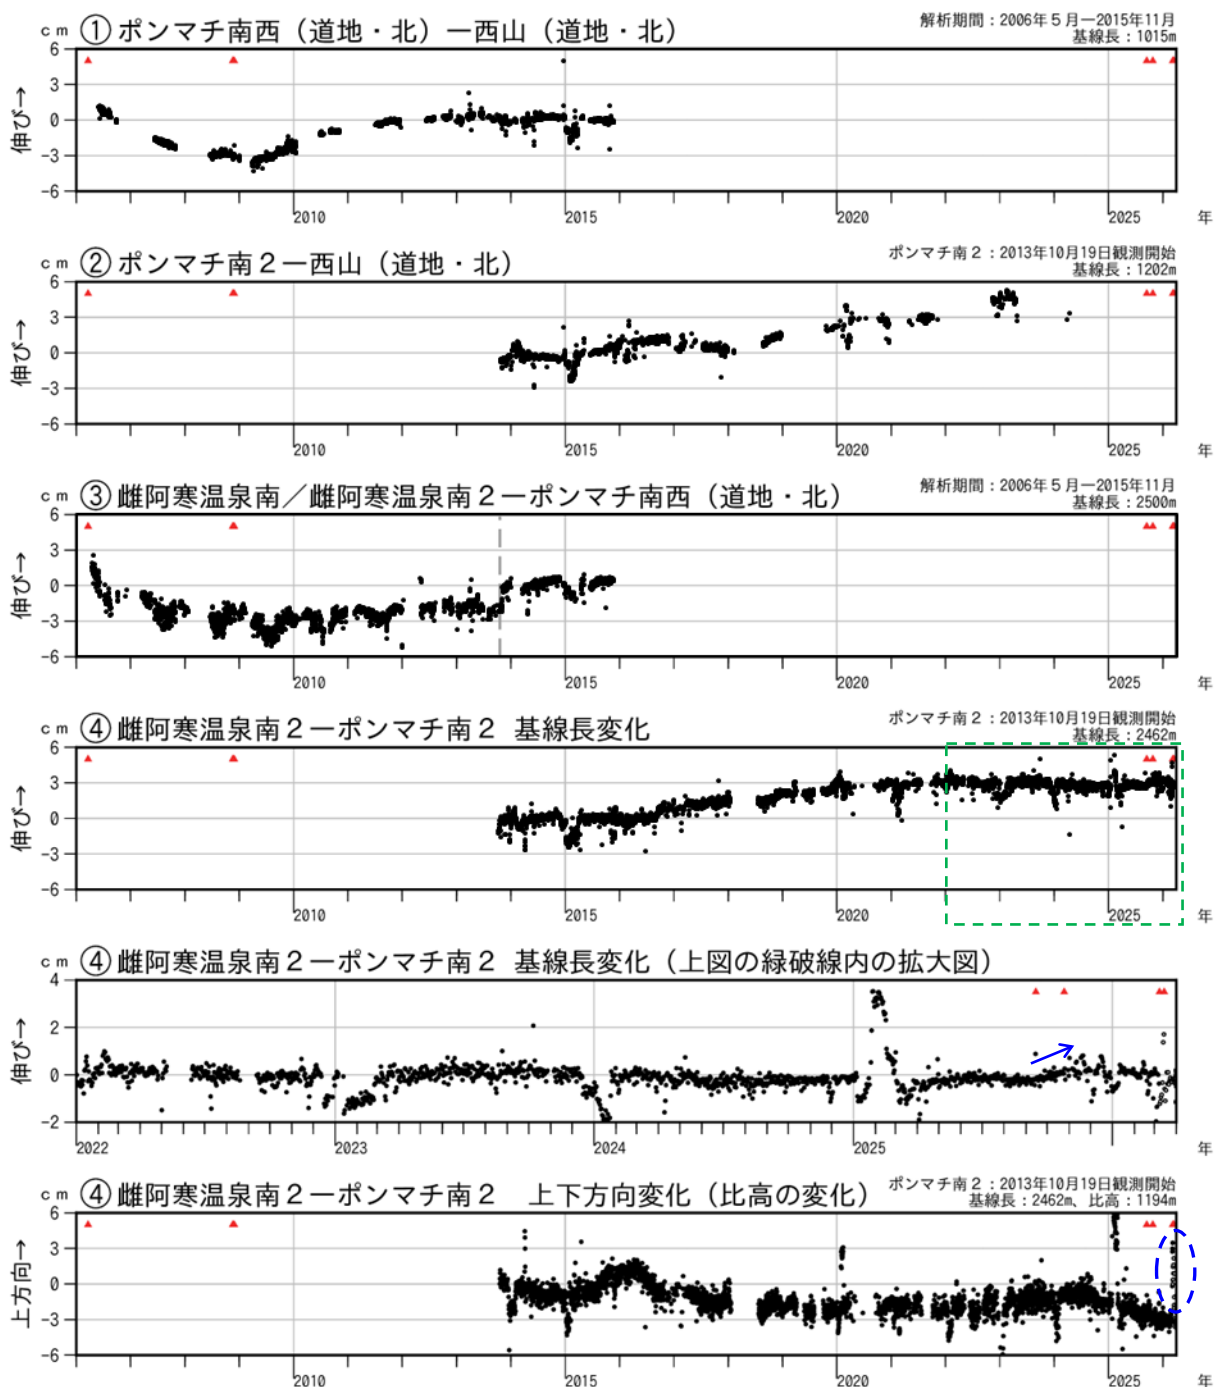 cm ①ポンマチ南西（道地・北）ー西山（道地・北）
解析期間：2006年５月ー2015年11月
基線長：1015m
6
3
0
-3
-6
伸び→
2010 2015 2020 2025 年
cm ②ポンマチ南２ー西山（道地・北）
ポンマチ南２：2013年10月19日観測開始
基線長：1202m
6
3
0
-3
-6
伸び→
2010 2015 2020 2025 年
cm ③雌阿寒温泉南／雌阿寒温泉南２ーポンマチ南西（道地・北）
解析期間：2006年５月ー2015年11月
基線長：2500m
6
3
0
-3
-6
伸び→
2010 2015 2020 2025 年
cm ④雌阿寒温泉南２ーポンマチ南２ 基線長変化
ポンマチ南２：2013年10月19日観測開始
基線長：2462m
6
3
0
-3
-6
伸び→
2010 2015 2020 2025 年
cm ④雌阿寒温泉南２ーポンマチ南２ 基線長変化（上図の緑破線内の拡大図）
4
2
0
-2
伸び→
2022 2023 2024 2025 年
cm ④雌阿寒温泉南２ーポンマチ南２ 上下方向変化（比高の変化）
ポンマチ南２：2013年10月19日観測開始
基線長：2462m、比高：1194m
6
3
0
-3
-6
上方向→
2010 2015 2020 2025 年